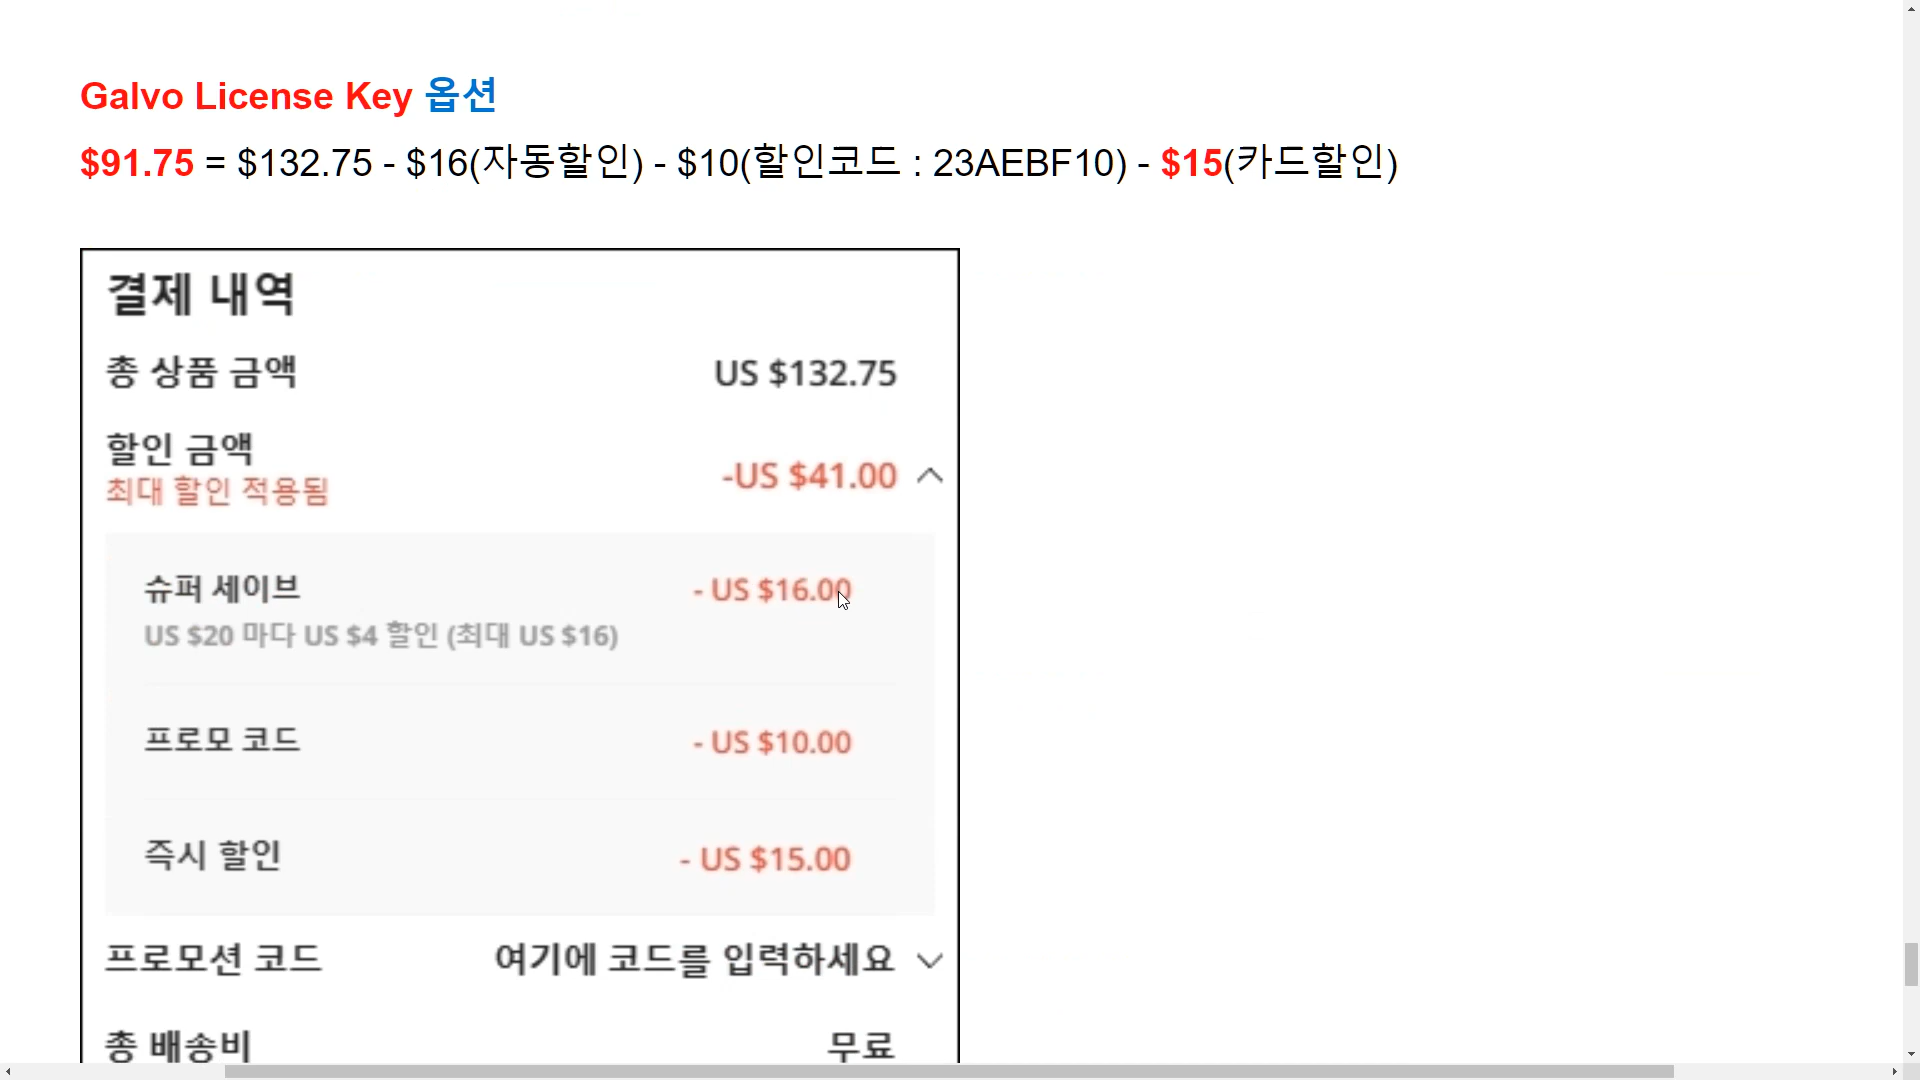 Galvo License Key 옵션
$91.75 = $132.75 - $16(자동할인) - $10(할인코드 : 23AEBF10) - $15(카드할인)
결제 내역
총 상품 금액 US $132.75
할인 금액
최대 할인 적용됨 -US $41.00
슈퍼 세이브 - US $16.00
US $20 마다 US $4 할인 (최대 US $16)
프로모 코드 - US $10.00
즉시 할인 - US $15.00
프로모션 코드 여기에 코드를 입력하세요
총 배송비 무료